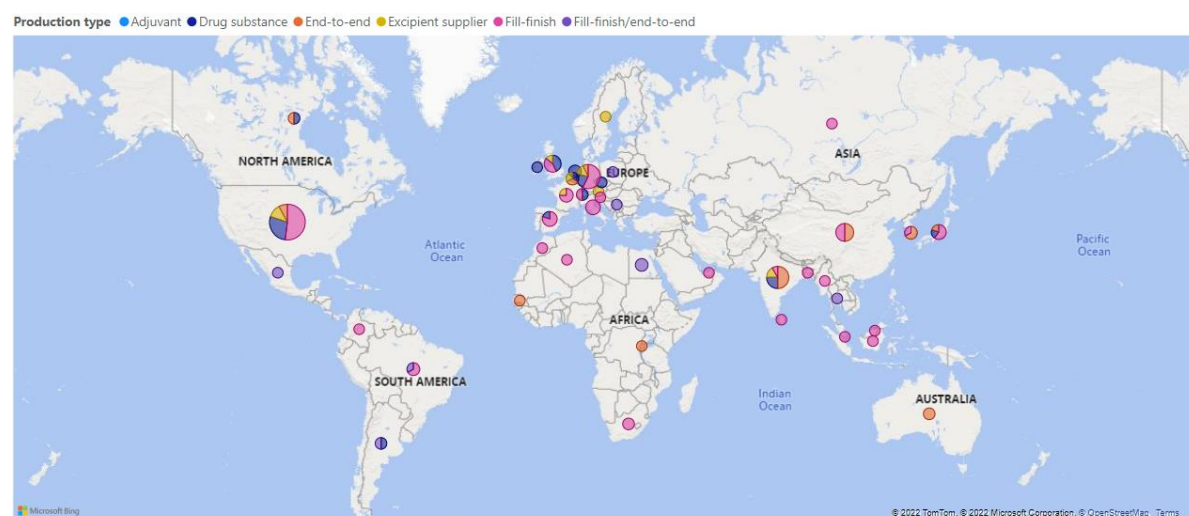 Production type Adjuvant Drug substance End-to-end Excipient supplier Fill-finish Fill-finish/end-to-end
NORTH AMERICA
ASIA
EUROPE
Atlantic
Ocean
Pacific
Ocean
AFRICA
SOUTH AMERICA
Indian
Ocean
AUSTRALIA
Microsoft Bing
© 2022 TomTom, © 2022 Microsoft Corporation, © OpenStreetMap Terms